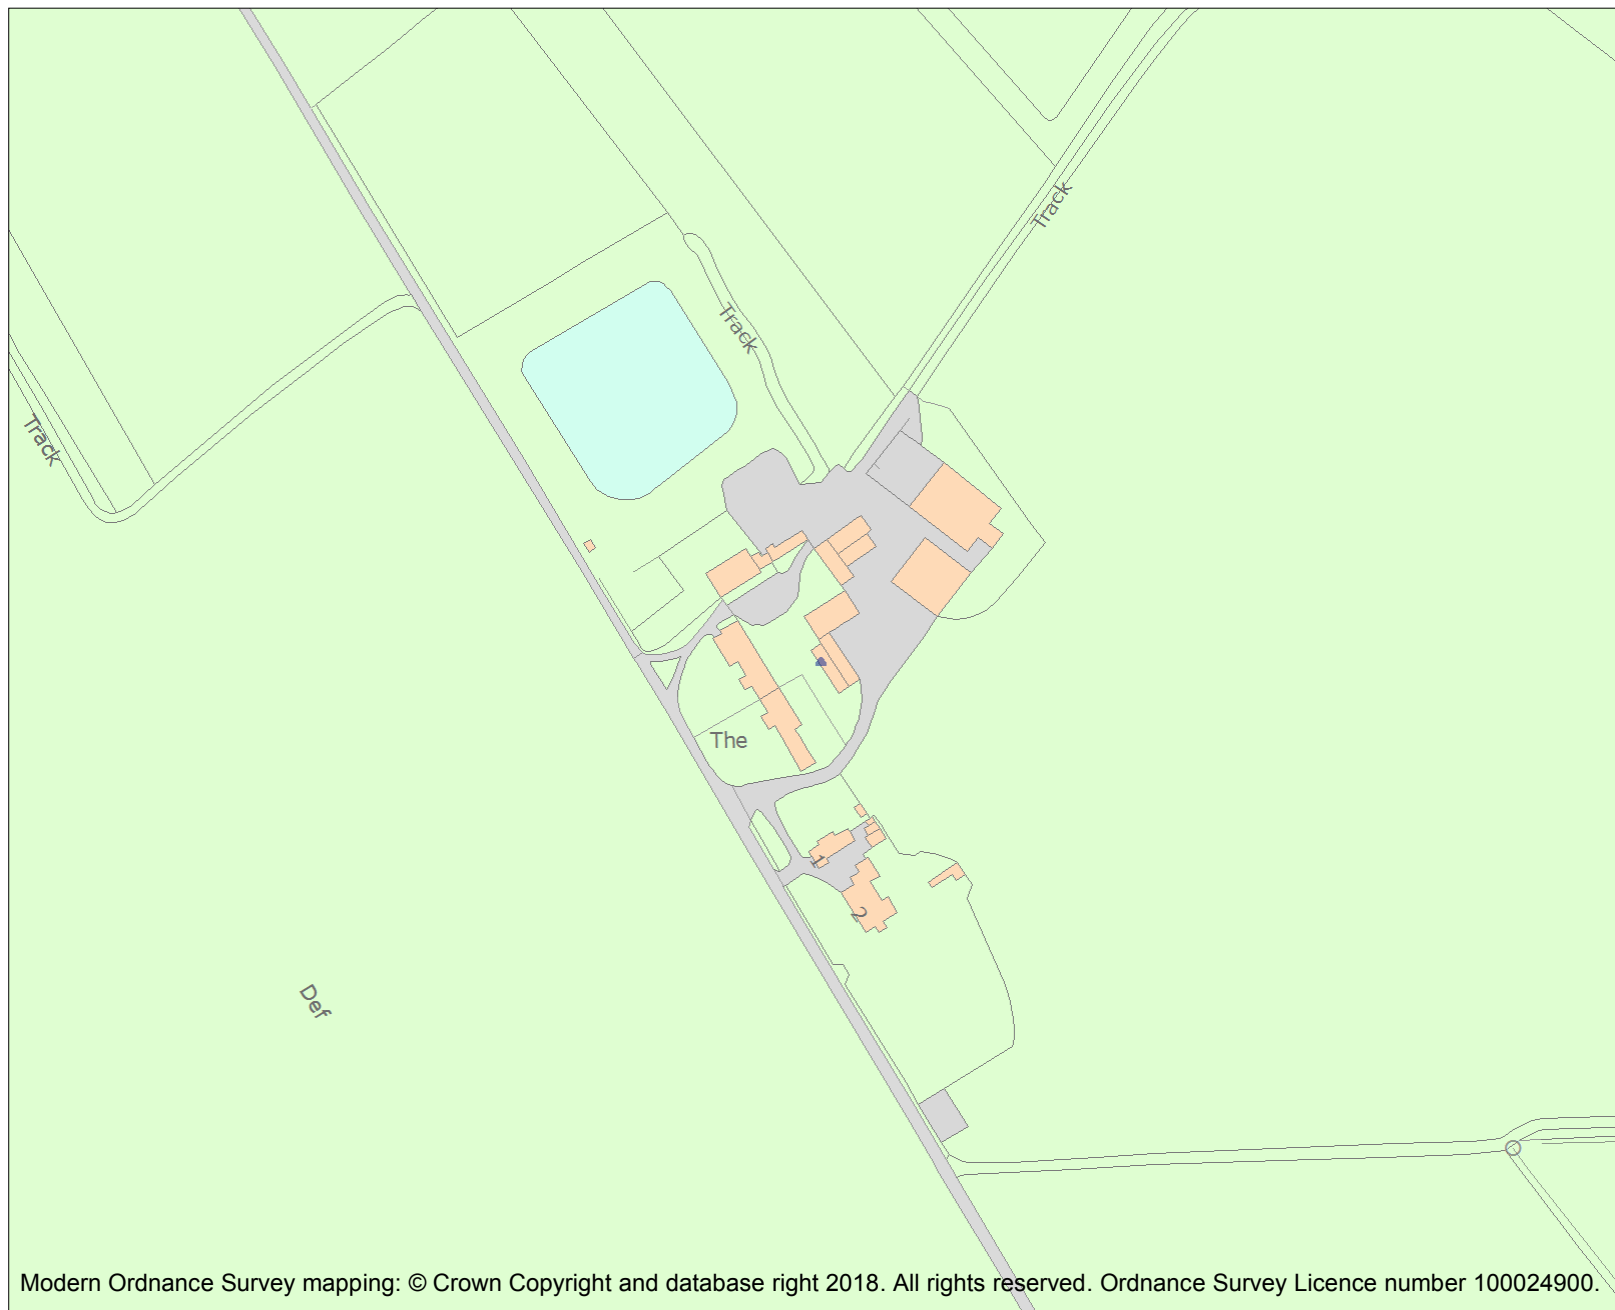 Track
Track
Track
The
1
2
Def
Modern Ordnance Survey mapping: © Crown Copyright and database right 2018. All rights reserved. Ordnance Survey Licence number 100024900.